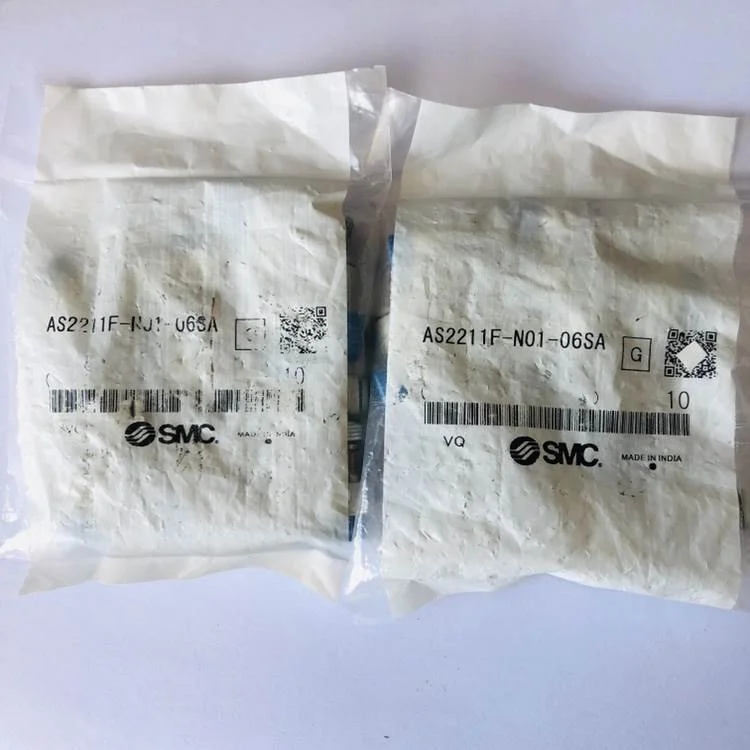 AS2211F-N01-06SA
10
SMC
MADE IN INDIA
AS2211F-N01-06SA G
10
VQ SMC MADE IN INDIA